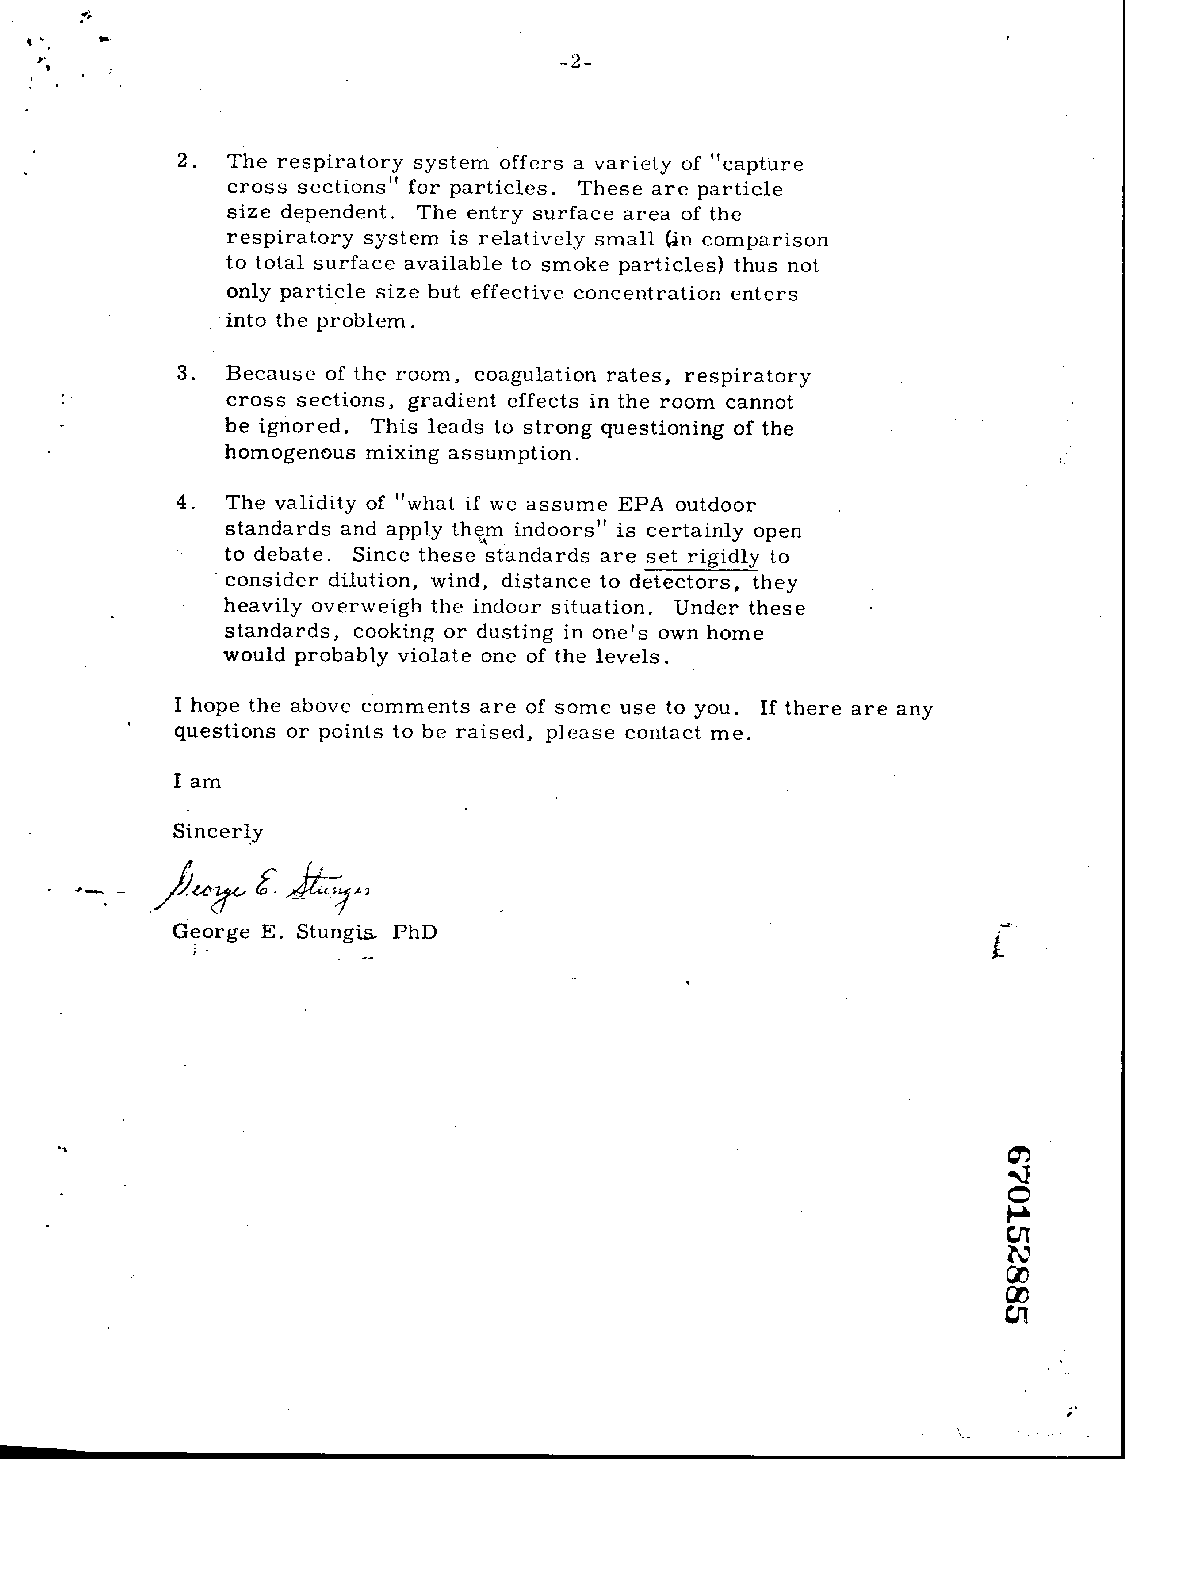 -2-
2. The respiratory system offers a variety of "capture
cross sections" for particles. These are particle
size dependent. The entry surface area of the
respiratory system is relatively small (in comparison
to total surface available to smoke particles) thus not
only particle size but effective concentration enters
into the problem.
3. Because of the room, coagulation rates, respiratory
cross sections, gradient effects in the room cannot
be ignored. This leads to strong questioning of the
homogenous mixing assumption.
4. The validity of "what if we assume EPA outdoor
standards and apply them indoors" is certainly open
to debate. Since these standards are set rigidly to
consider dilution, wind, distance to detectors, they
heavily overweigh the indoor situation. Under these
standards, cooking or dusting in one's own home
would probably violate one of the levels.
I hope the above comments are of some use to you. If there are any
questions or points to be raised, please contact me.
I am
Sincerly
George E. Stungis
George E. Stungis PhD
670152885